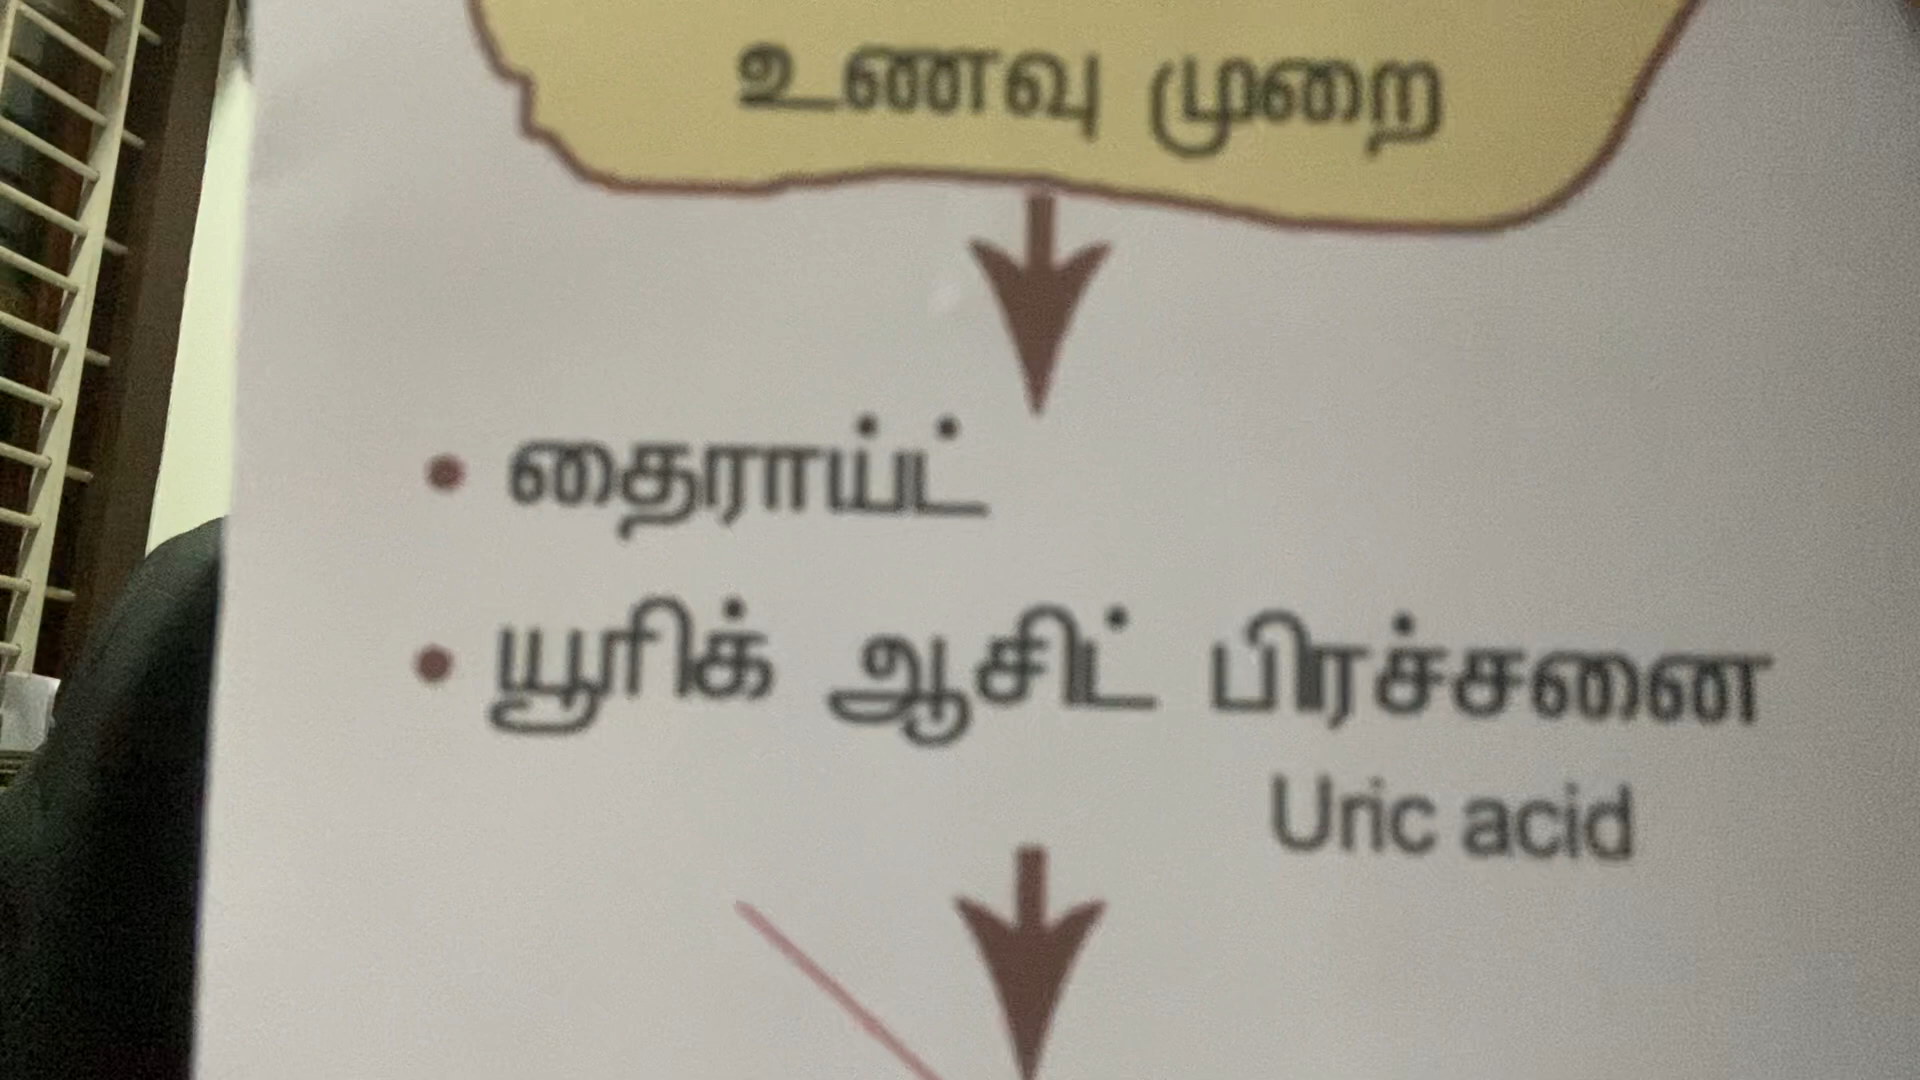 உணவு முறை
• தைராய்ட்
• யூரிக் ஆசிட் பிரச்சனை
Uric acid